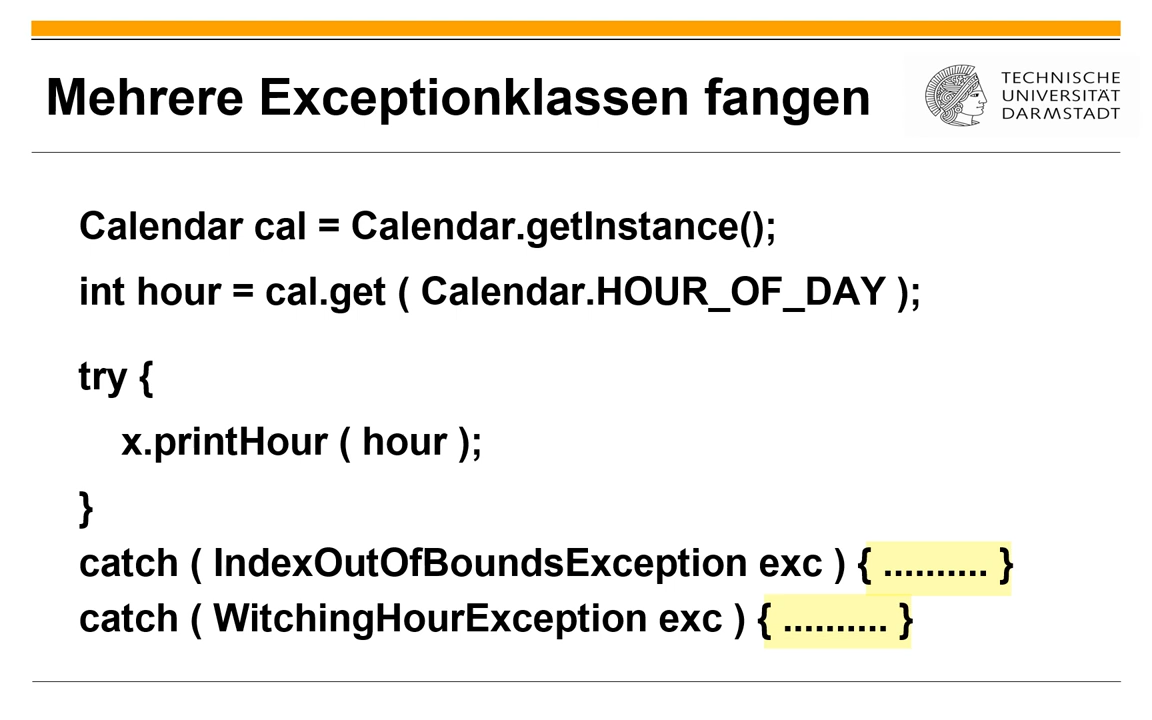 Mehrere Exceptionklassen fangen
TECHNISCHE
UNIVERSITÄT
DARMSTADT
Calendar cal = Calendar.getInstance();
int hour = cal.get ( Calendar.HOUR_OF_DAY );
try {
x.printHour ( hour );
}
catch ( IndexOutOfBoundsException exc ) { .......... }
catch ( WitchingHourException exc ) { .......... }